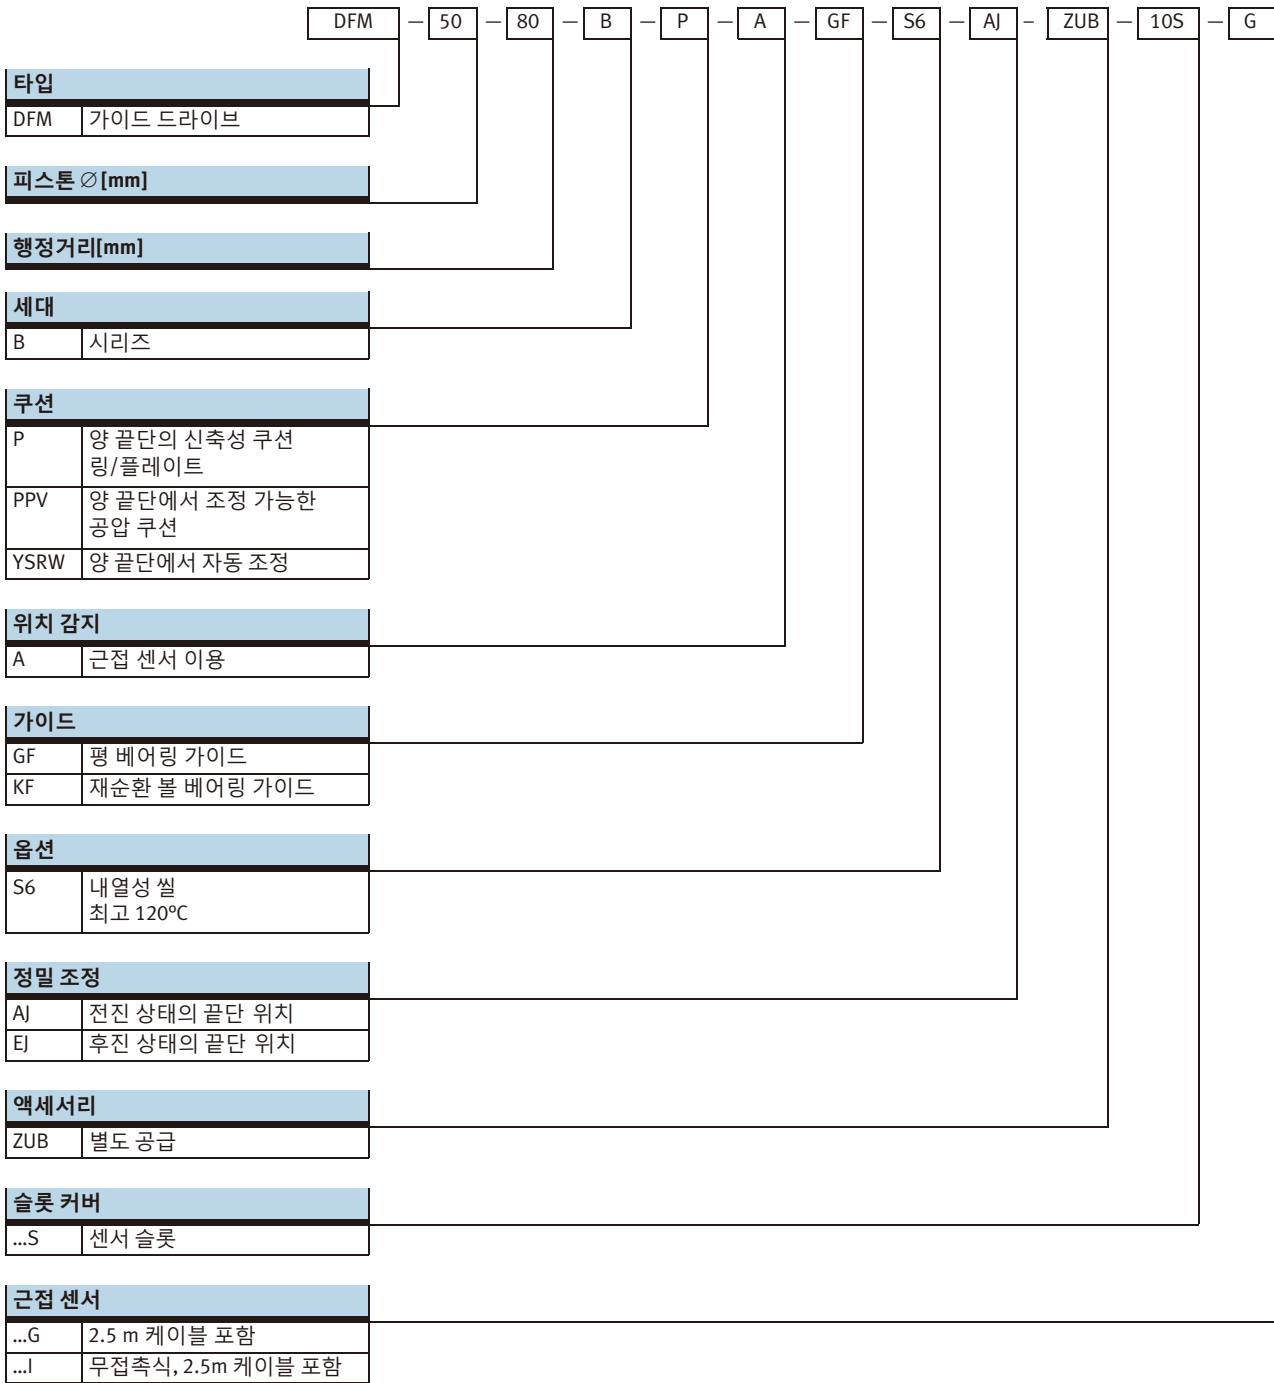 DFM — 50 — 80 — B — P — A — GF — S6 — AJ – ZUB — 10S — G
타입
DFM 가이드 드라이브
피스톤 ∅ [mm]
행정거리[mm]
세대
B 시리즈
쿠션
P 양 끝단의 신축성 쿠션
링/플레이트
PPV 양 끝단에서 조정 가능한
공압 쿠션
YSRW 양 끝단에서 자동 조정
위치 감지
A 근접 센서 이용
가이드
GF 평 베어링 가이드
KF 재순환 볼 베어링 가이드
옵션
S6 내열성 씰
최고 120°C
정밀 조정
AJ 전진 상태의 끝단 위치
EJ 후진 상태의 끝단 위치
액세서리
ZUB 별도 공급
슬롯 커버
...S 센서 슬롯
근접 센서
...G 2.5 m 케이블 포함
...I 무접촉식, 2.5m 케이블 포함